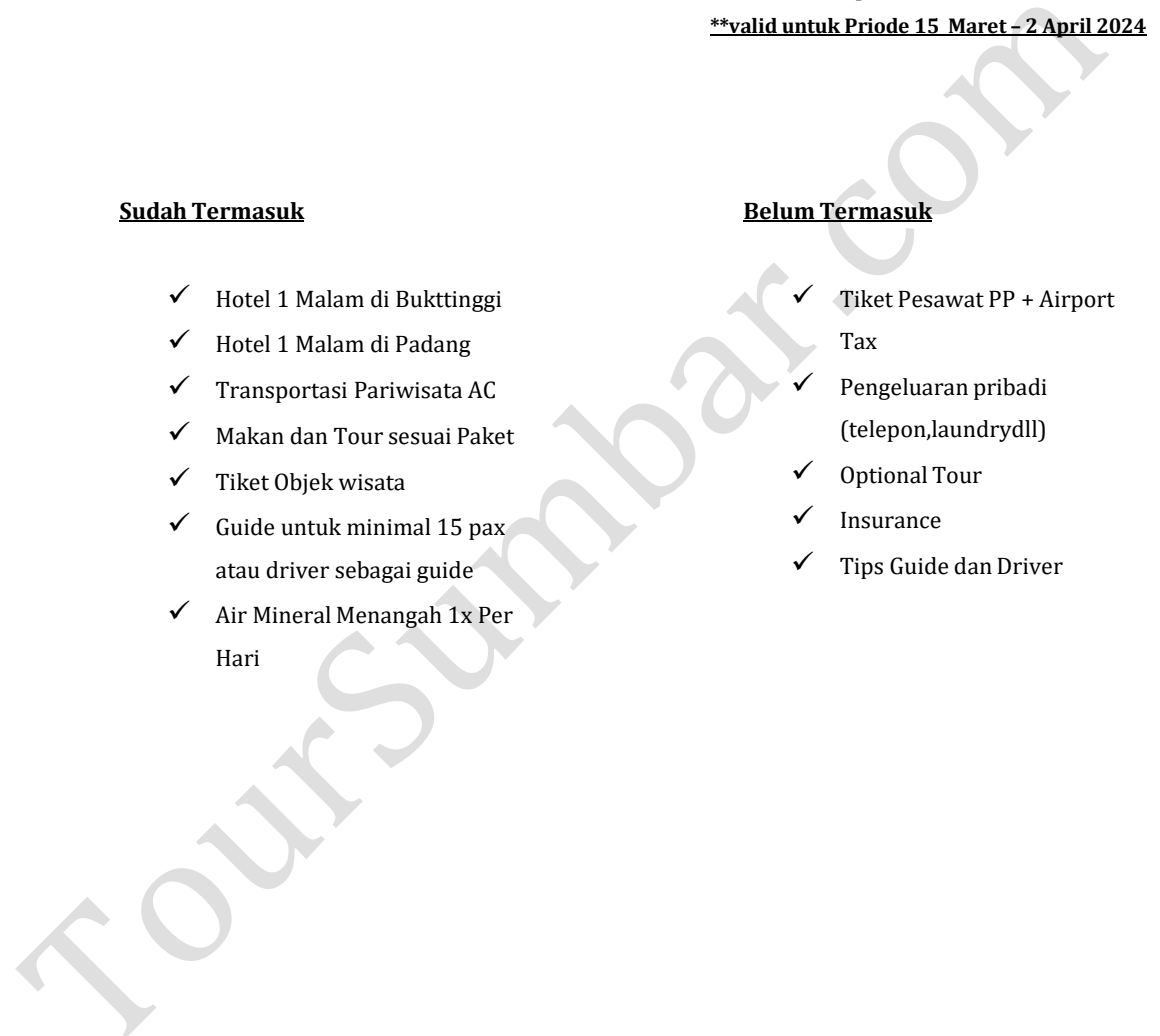 **valid untuk Priode 15 Maret – 2 April 2024
Sudah Termasuk
✓ Hotel 1 Malam di Bukttinggi
✓ Hotel 1 Malam di Padang
✓ Transportasi Pariwisata AC
✓ Makan dan Tour sesuai Paket
✓ Tiket Objek wisata
✓ Guide untuk minimal 15 pax
atau driver sebagai guide
✓ Air Mineral Menangah 1x Per
Hari
Belum Termasuk
✓ Tiket Pesawat PP + Airport
Tax
✓ Pengeluaran pribadi
(telepon,laundrydll)
✓ Optional Tour
✓ Insurance
✓ Tips Guide dan Driver
TourSumbar.com